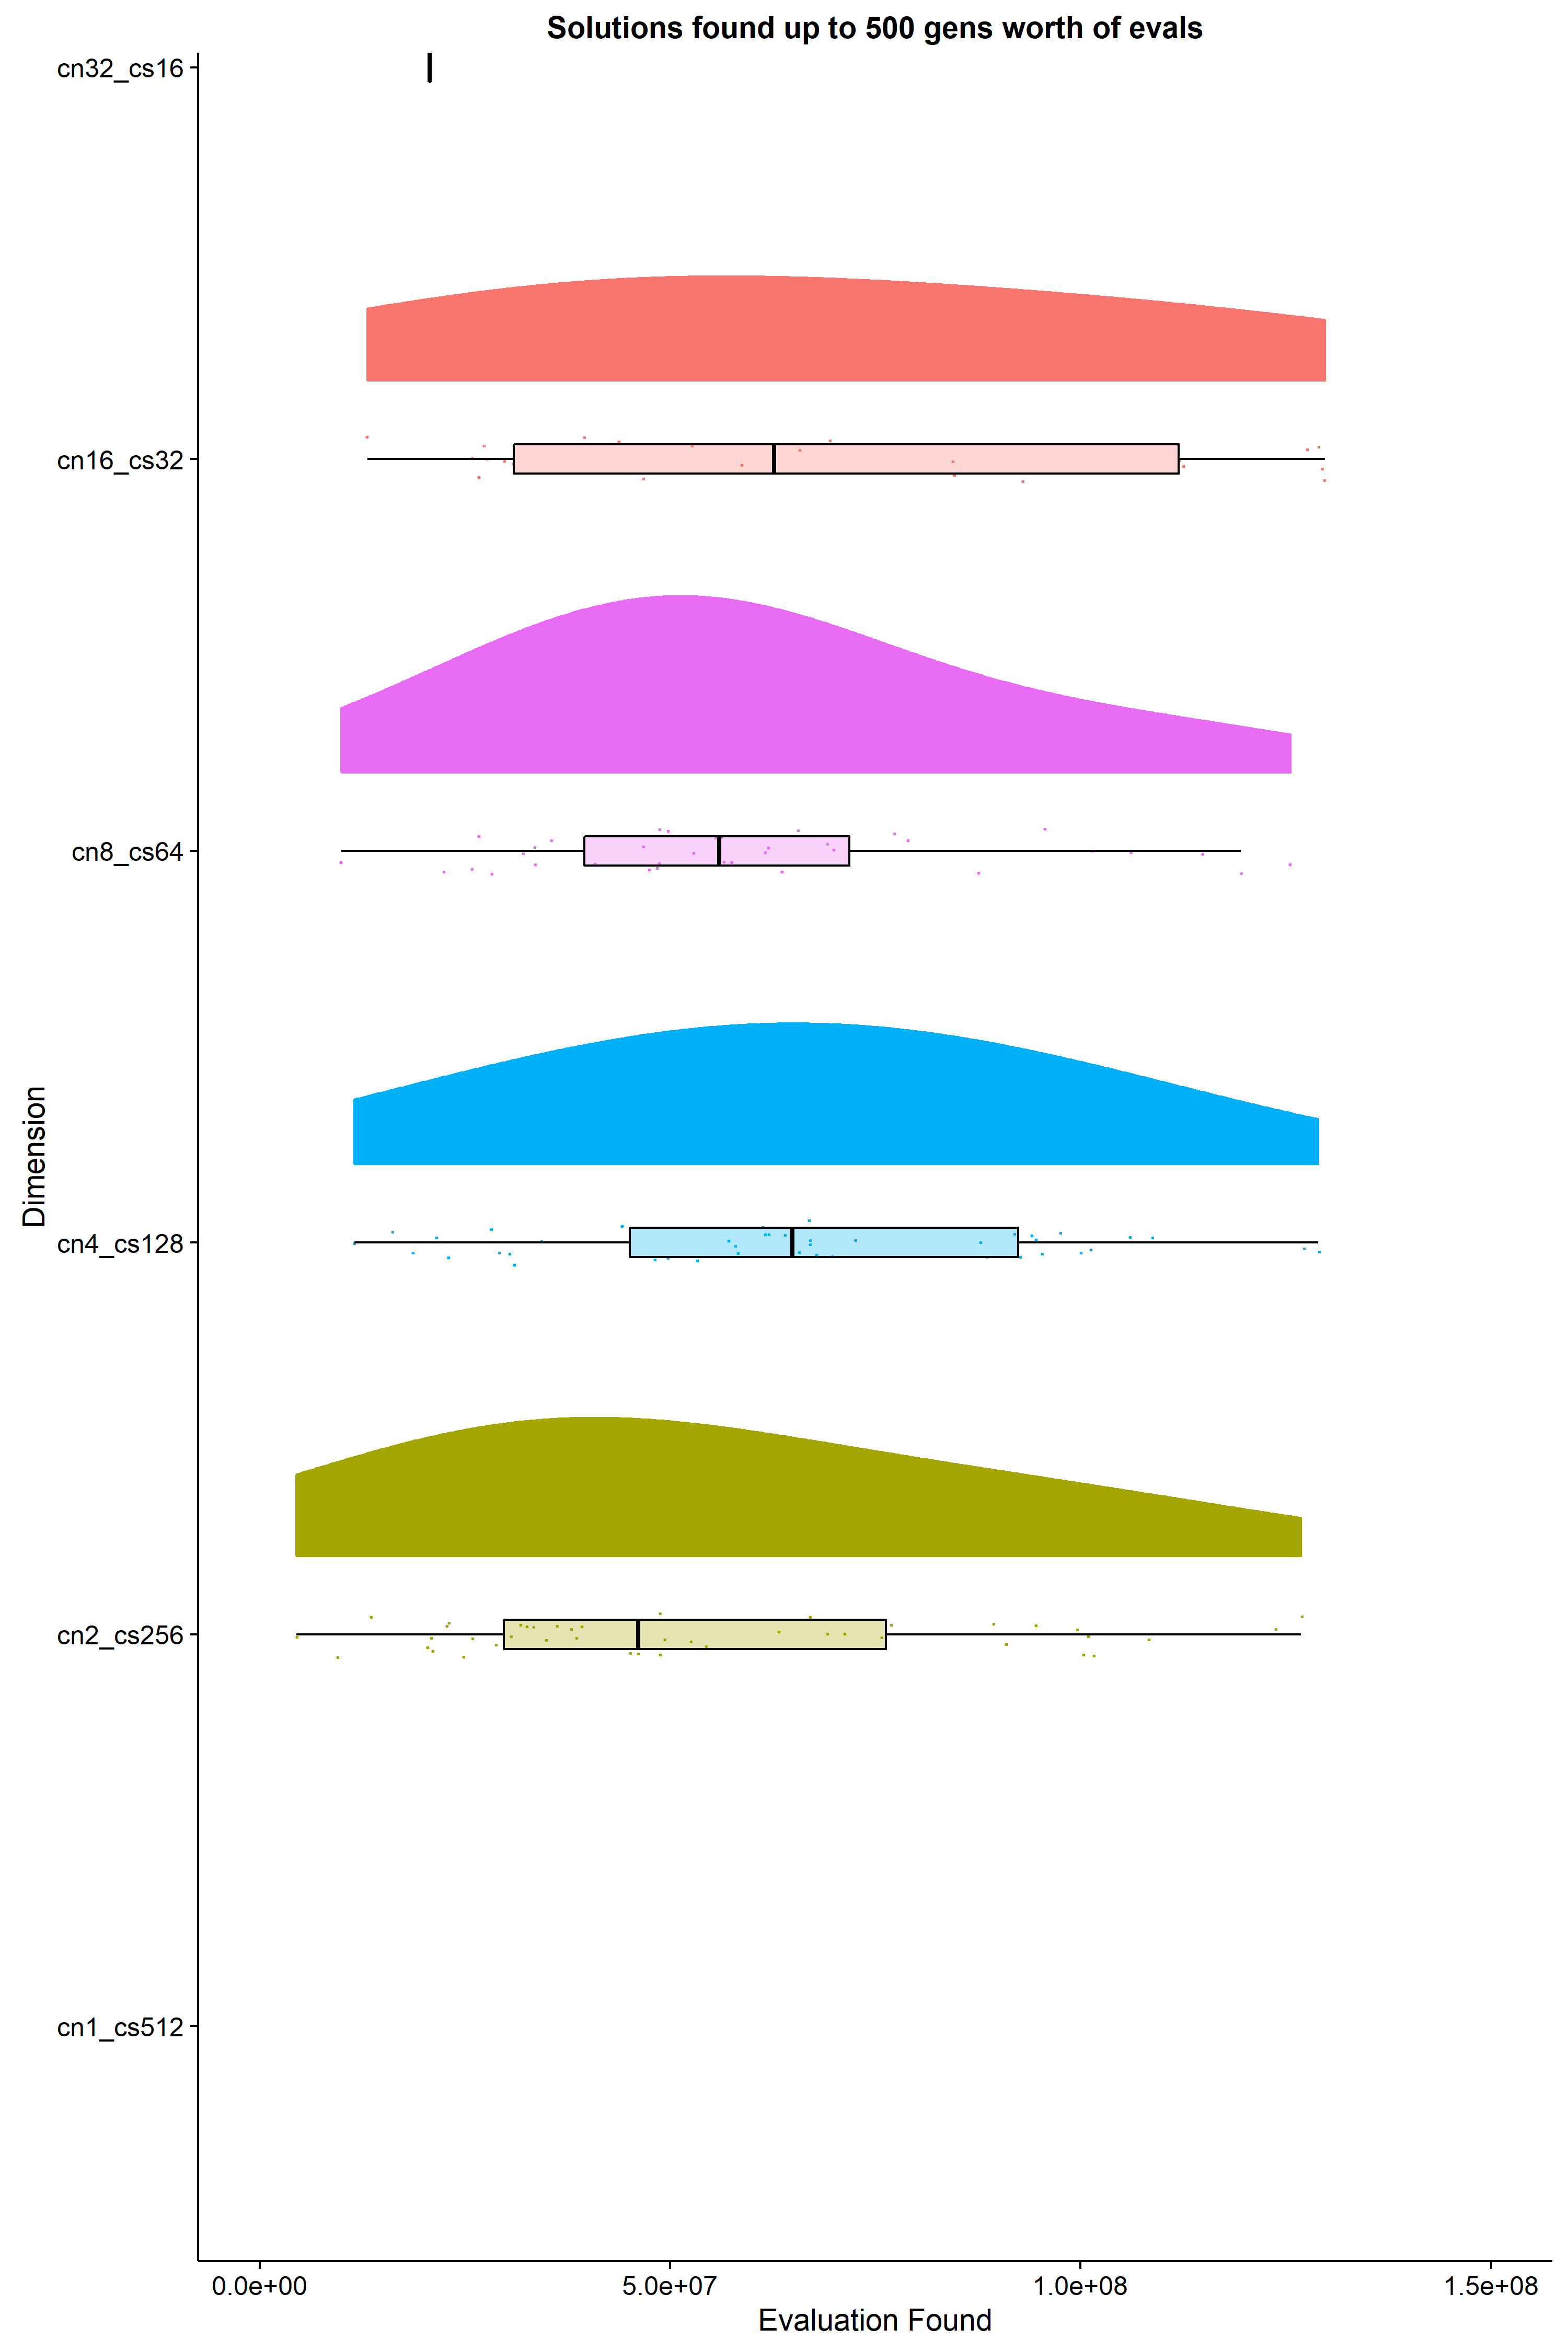 Solutions found up to 500 gens worth of evals
cn32_cs16
cn16_cs32
cn8_cs64
Dimension
cn4_cs128
cn2_cs256
cn1_cs512
0.0e+00 5.0e+07 1.0e+08 1.5e+08
Evaluation Found